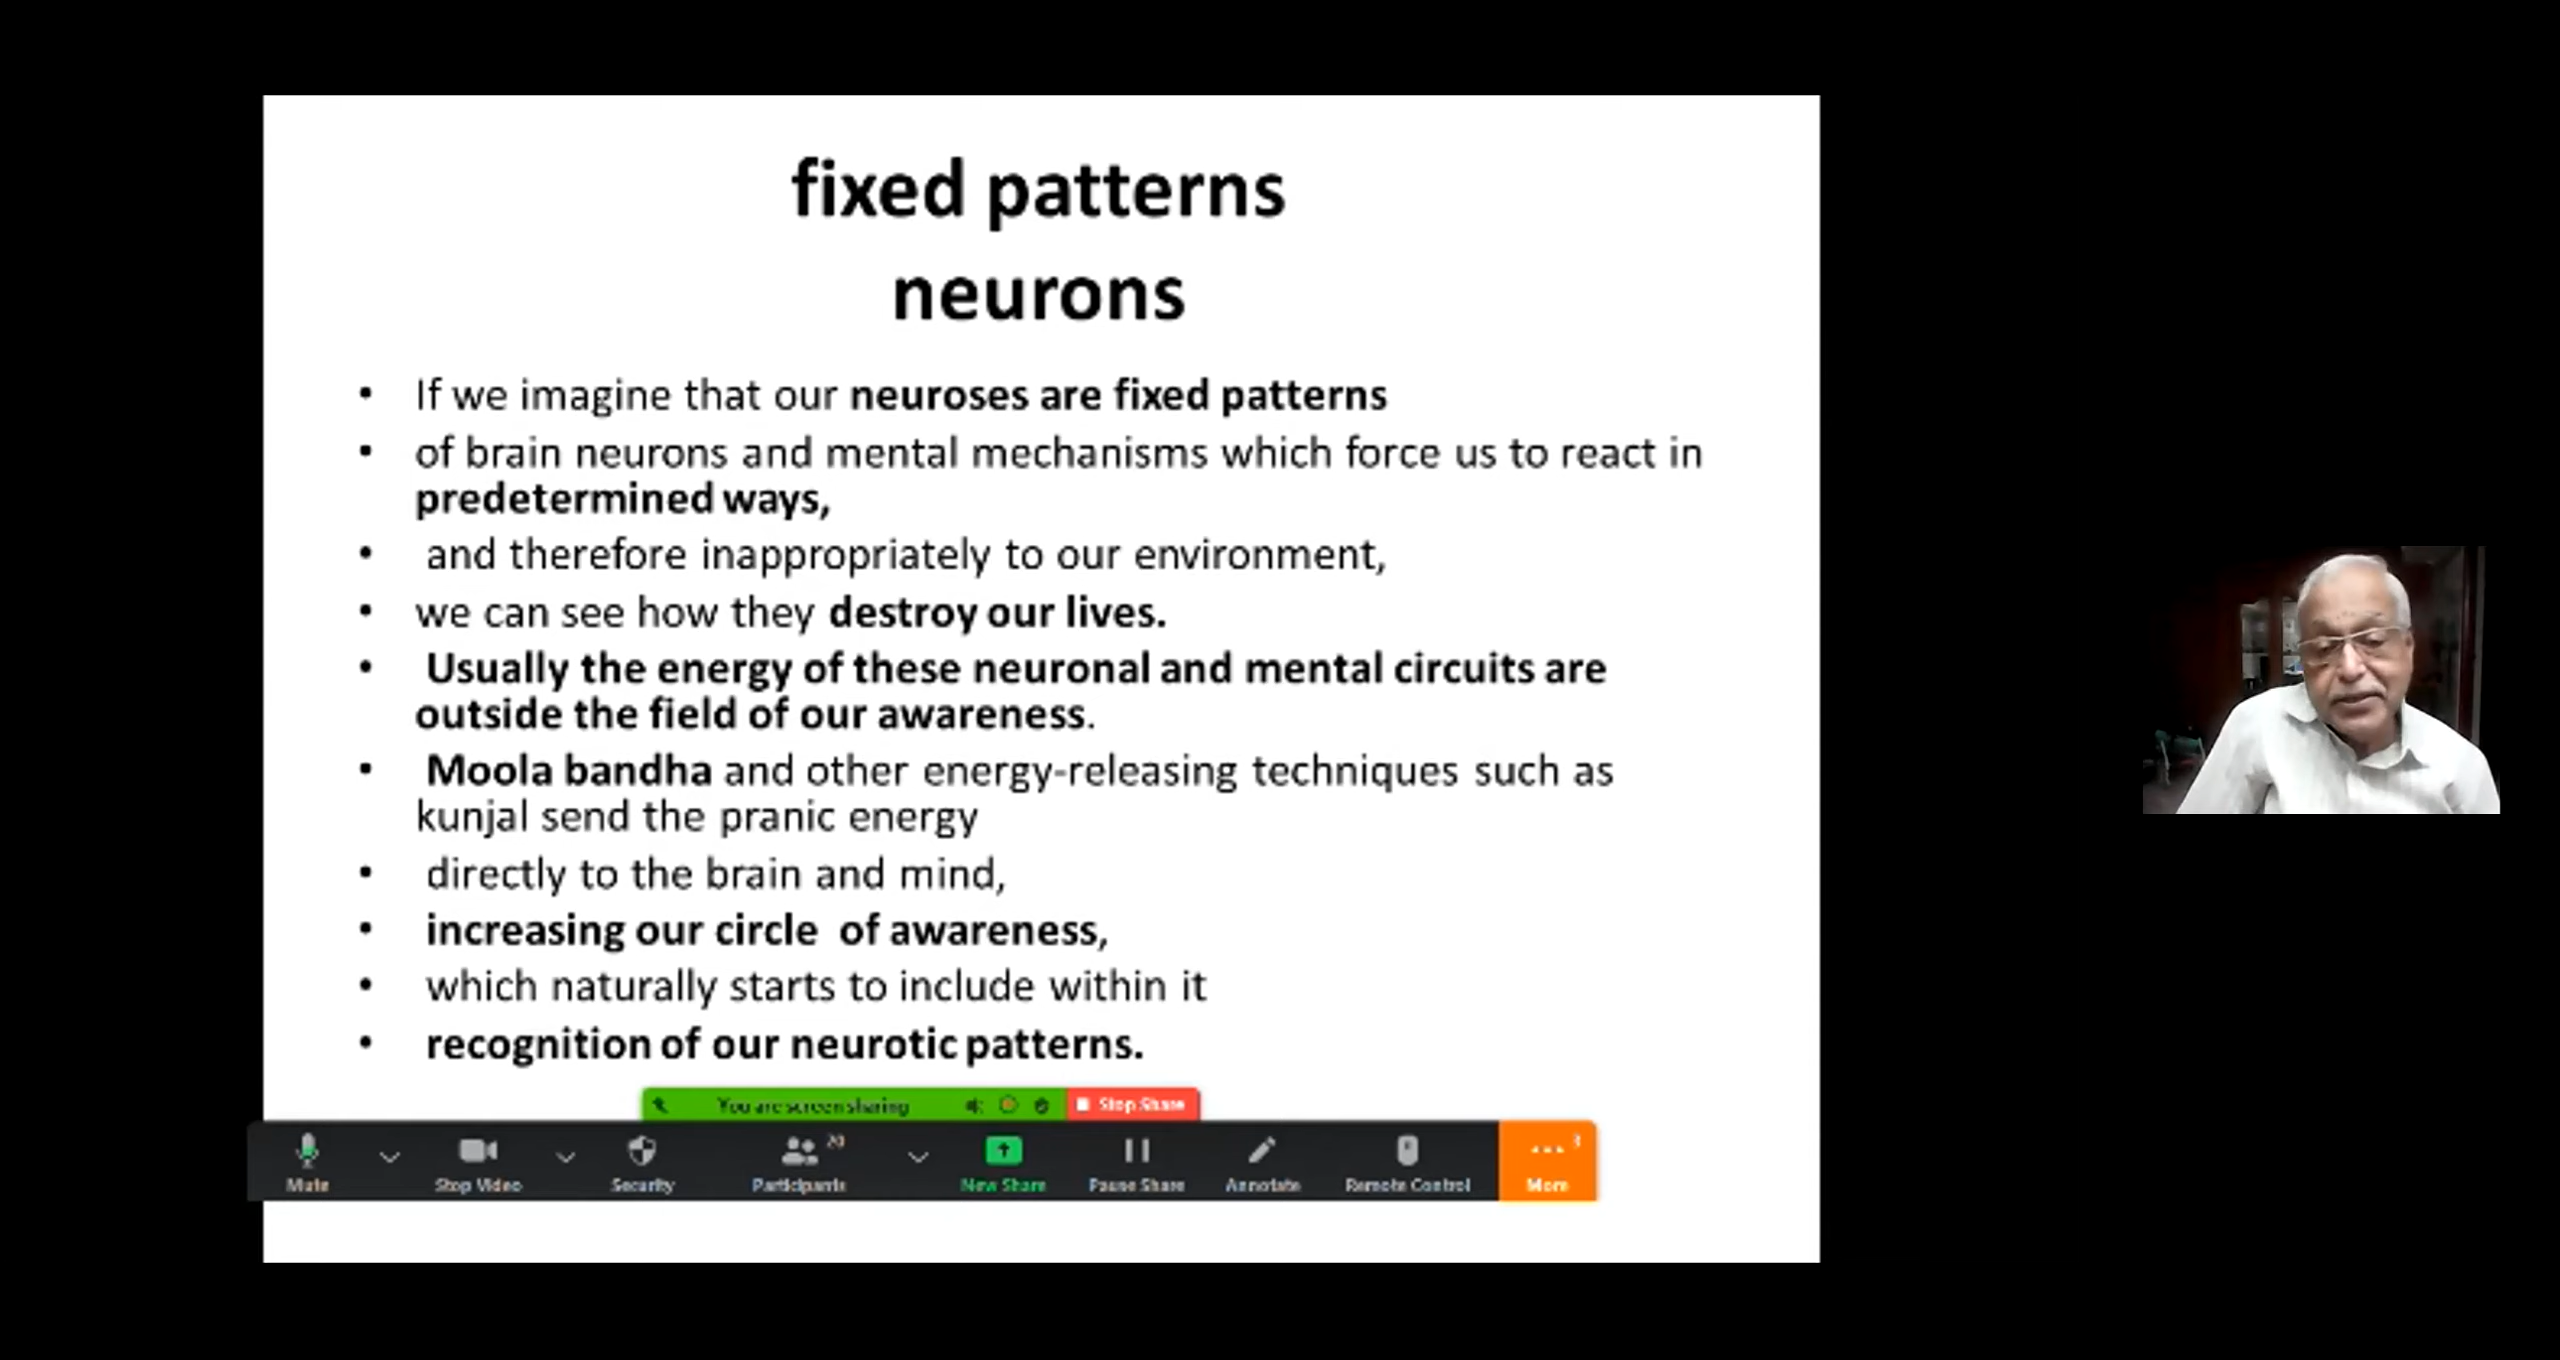 fixed patterns
neurons
• If we imagine that our neuroses are fixed patterns
• of brain neurons and mental mechanisms which force us to react in
predetermined ways,
• and therefore inappropriately to our environment,
• we can see how they destroy our lives.
• Usually the energy of these neuronal and mental circuits are
outside the field of our awareness.
• Moola bandha and other energy-releasing techniques such as
kunjal send the pranic energy
• directly to the brain and mind,
• increasing our circle of awareness,
• which naturally starts to include within it
• recognition of our neurotic patterns.
You are screen sharing Stop Share
20 3
Mute Stop Video Security Participants New Share Pause Share Annotate Remote Control More